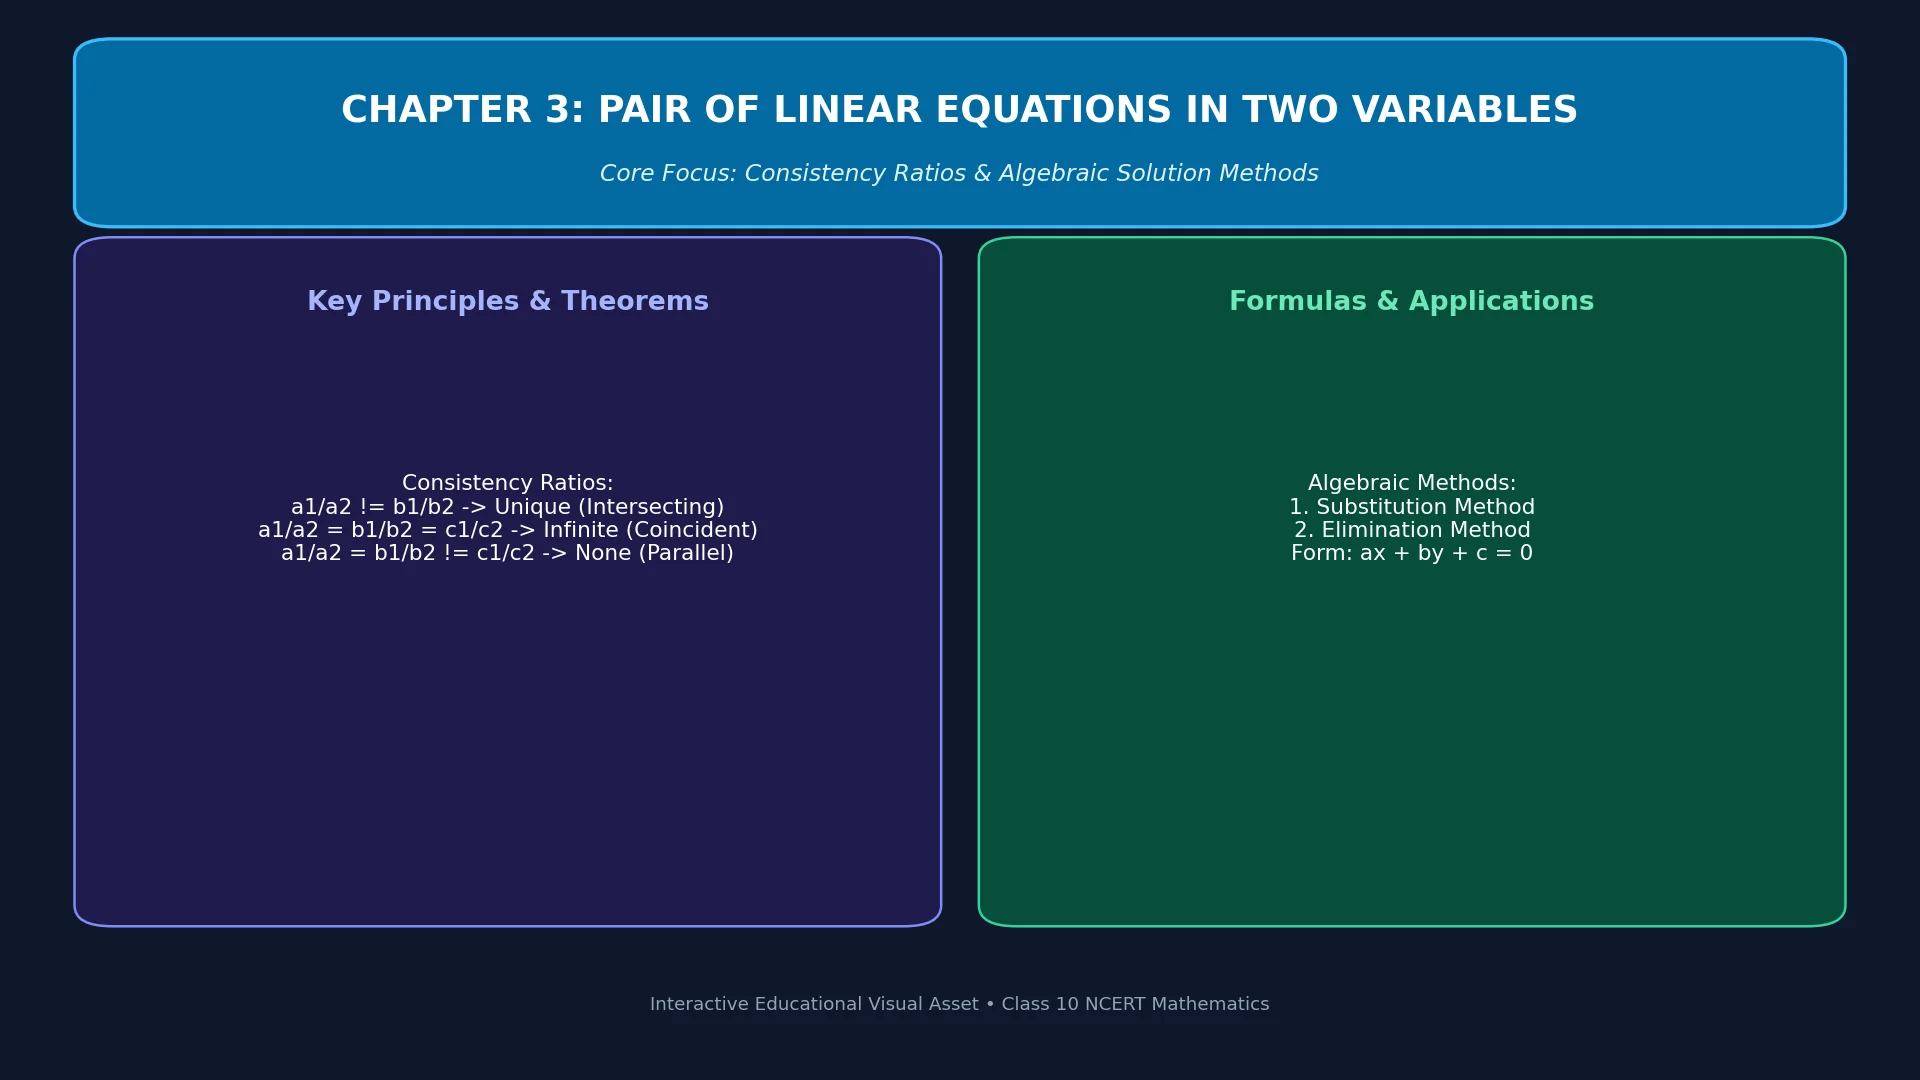 CHAPTER 3: PAIR OF LINEAR EQUATIONS IN TWO VARIABLES
Core Focus: Consistency Ratios & Algebraic Solution Methods
Key Principles & Theorems
Consistency Ratios:
a1/a2 != b1/b2 -> Unique (Intersecting)
a1/a2 = b1/b2 = c1/c2 -> Infinite (Coincident)
a1/a2 = b1/b2 != c1/c2 -> None (Parallel)
Formulas & Applications
Algebraic Methods:
1. Substitution Method
2. Elimination Method
Form: ax + by + c = 0
Interactive Educational Visual Asset • Class 10 NCERT Mathematics